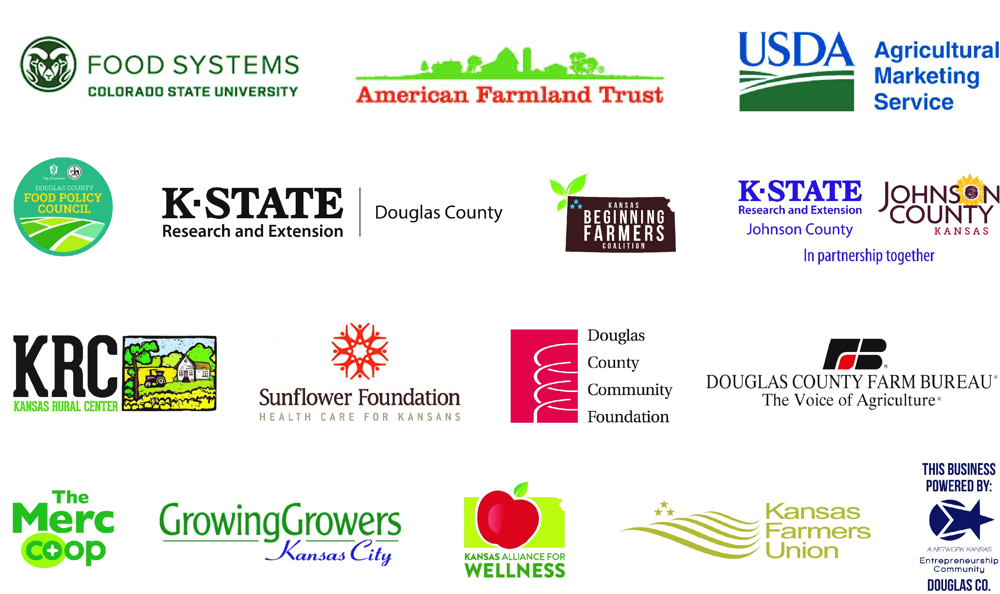 FOOD SYSTEMS
COLORADO STATE UNIVERSITY
American Farmland Trust
USDA
Agricultural
Marketing
Service
City of Lawrence
DOUGLAS COUNTY
FOOD POLICY
COUNCIL
K·STATE
Research and Extension
Douglas County
KANSAS
BEGINNING
FARMERS
COALITION
K·STATE
Research and Extension
Johnson County
JOHNSON
COUNTY
KANSAS
In partnership together
KRC
KANSAS RURAL CENTER
Sunflower Foundation
HEALTH CARE FOR KANSANS
Douglas
County
Community
Foundation
FB®
DOUGLAS COUNTY FARM BUREAU®
The Voice of Agriculture®
The
Merc
co+op
GrowingGrowers
Kansas City
KANSAS ALLIANCE FOR
WELLNESS
Kansas
Farmers
Union
THIS BUSINESS
POWERED BY:
A NETWORK KANSAS
Entrepreneurship
Community
DOUGLAS CO.